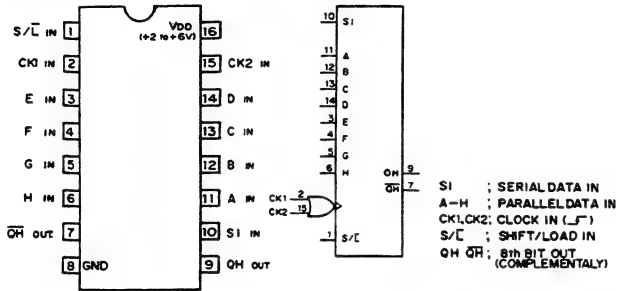 S/L̅ IN 1
VDD 16
(+2 to+6V)
CK1 IN 2
15 CK2 IN
E IN 3
14 D IN
F IN 4
13 C IN
G IN 5
12 B IN
H IN 6
11 A IN
Q̅H̅ OUT 7
10 SI IN
8 GND
9 QH OUT
10 SI
11 A
12 B
13 C
14 D
3 E
4 F
5 G
6 H
QH 9
Q̅H̅ 7
CK1 2
CK2 15
1 S/L̅
SI ; SERIAL DATA IN
A-H ; PARALLEL DATA IN
CK1,CK2; CLOCK IN ( )
S/L̅ ; SHIFT/LOAD IN
QH Q̅H̅ ; 8th BIT OUT
(COMPLEMENTALY)